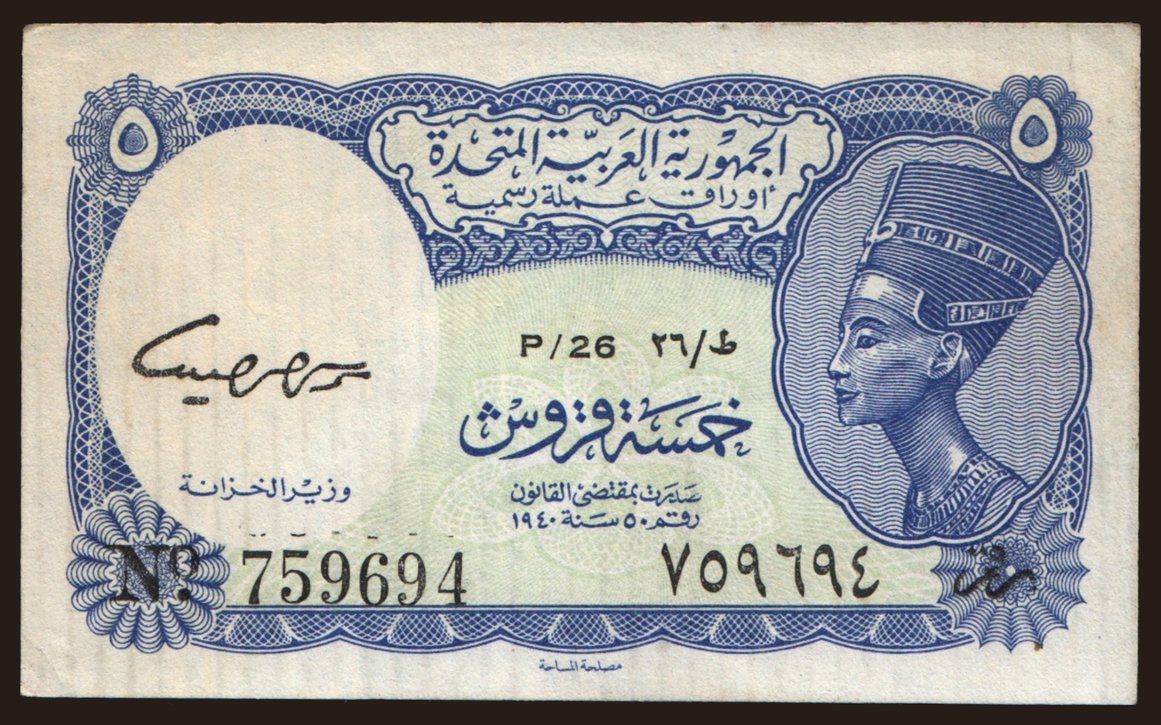 ٥ ٥
الجمهورية العربية المتحدة
أوراق عملة رسمية
P/26 ط/٢٦
خمسة قروش
وزير الخزانة
صدرت بمقتضى القانون
رقم ٥٠ سنة ١٩٤٠
Nº 759694 ٧٥٩٦٩٤ نمرة
مصلحة المساحة